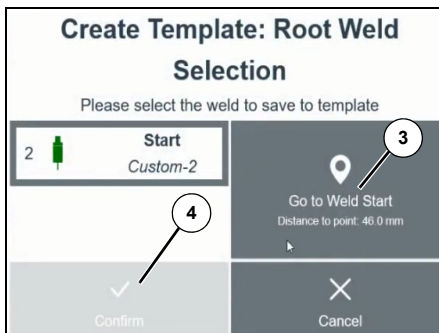 Create Template: Root Weld
Selection
Please select the weld to save to template
2
Start
Custom-2
3
Go to Weld Start
Distance to point: 46.0 mm
4
Confirm
Cancel